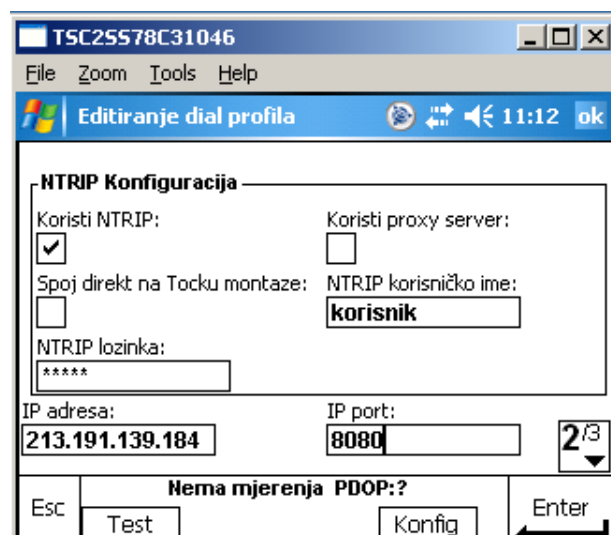 TSC2SS78C31046
File Zoom Tools Help
Editiranje dial profila 11:12 ok
NTRIP Konfiguracija
Koristi NTRIP: Koristi proxy server:
Spoj direkt na Tocku montaze: NTRIP korisničko ime:
korisnik
NTRIP lozinka:
*****
IP adresa: IP port:
213.191.139.184 8080 2/3
Nema mjerenja PDOP:?
Esc Test Konfig Enter